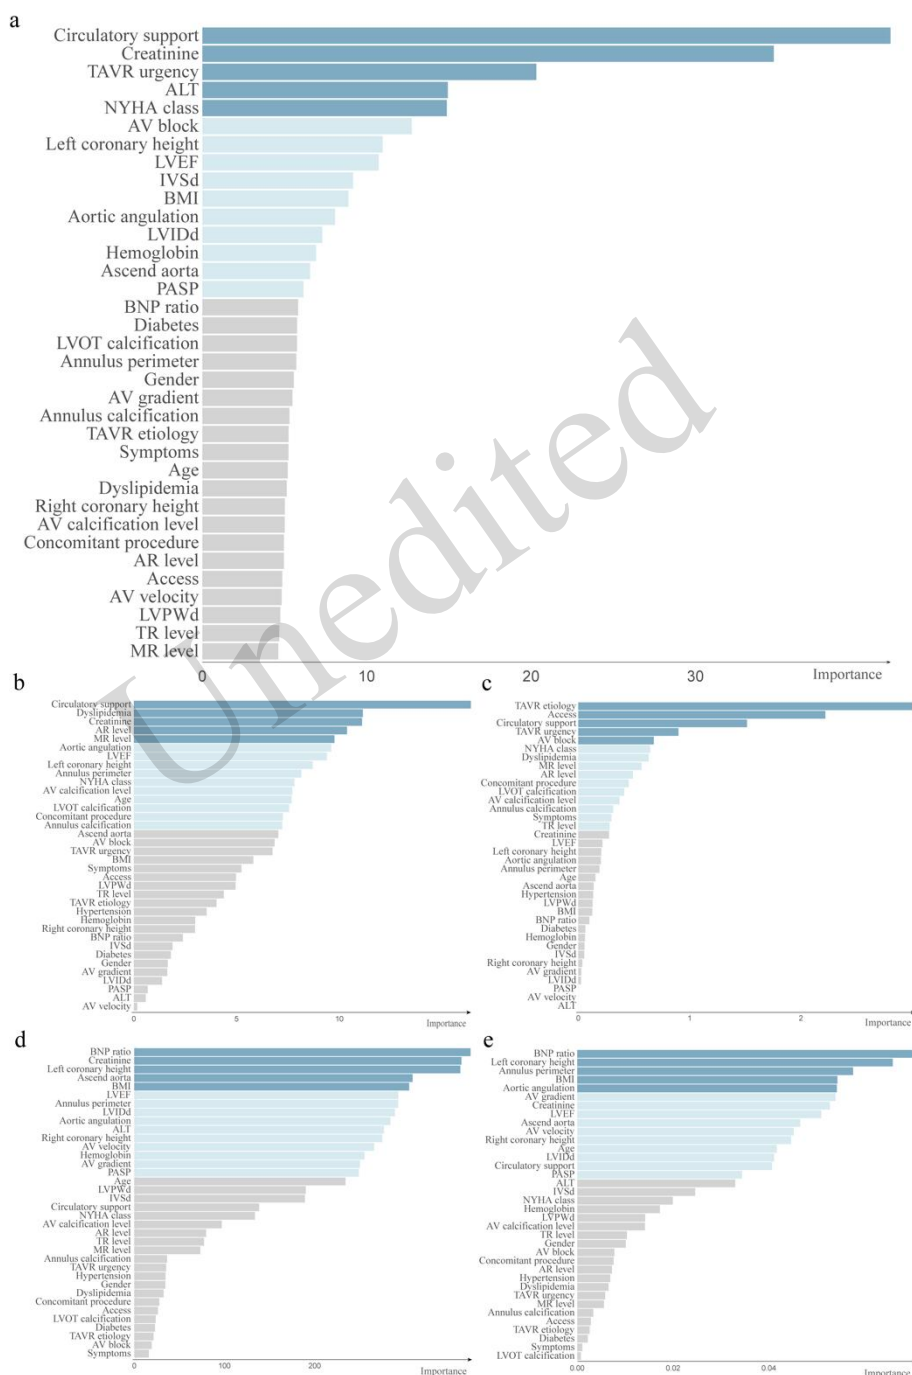 a
Circulatory support
Creatinine
TAVR urgency
ALT
NYHA class
AV block
Left coronary height
LVEF
IVSd
BMI
Aortic angulation
LVIDd
Hemoglobin
Ascend aorta
PASP
BNP ratio
Diabetes
LVOT calcification
Annulus perimeter
Gender
AV gradient
Annulus calcification
TAVR etiology
Symptoms
Age
Dyslipidemia
Right coronary height
AV calcification level
Concomitant procedure
AR level
Access
AV velocity
LVPWd
TR level
MR level
0 10 20 30 Importance
Unedited
b
Circulatory support
Dyslipidemia
Creatinine
AR level
MR level
Aortic angulation
LVEF
Left coronary height
Annulus perimeter
NYHA class
AV calcification level
Age
LVOT calcification
Concomitant procedure
Annulus calcification
Ascend aorta
AV block
TAVR urgency
BMI
Symptoms
Access
LVPWd
TR level
TAVR etiology
Hypertension
Hemoglobin
Right coronary height
BNP ratio
IVSd
Diabetes
Gender
AV gradient
LVIDd
PASP
ALT
AV velocity
0 5 10 Importance
c
TAVR etiology
Access
Circulatory support
TAVR urgency
AV block
NYHA class
Dyslipidemia
MR level
AR level
Concomitant procedure
LVOT calcification
AV calcification level
Annulus calcification
Symptoms
TR level
Creatinine
LVEF
Left coronary height
Aortic angulation
Annulus perimeter
Age
Ascend aorta
Hypertension
LVPWd
BMI
BNP ratio
Diabetes
Hemoglobin
Gender
IVSd
Right coronary height
AV gradient
LVIDd
PASP
AV velocity
ALT
0 1 2 Importance
d
BNP ratio
Creatinine
Left coronary height
Ascend aorta
BMI
LVEF
Annulus perimeter
LVIDd
Aortic angulation
ALT
Right coronary height
AV velocity
Hemoglobin
AV gradient
PASP
Age
LVPWd
IVSd
Circulatory support
NYHA class
AV calcification level
AR level
TR level
MR level
Annulus calcification
TAVR urgency
Hypertension
Gender
Dyslipidemia
Concomitant procedure
Access
LVOT calcification
Diabetes
TAVR etiology
AV block
Symptoms
0 100 200 Importance
e
BNP ratio
Left coronary height
Annulus perimeter
BMI
Aortic angulation
AV gradient
Creatinine
LVEF
Ascend aorta
AV velocity
Right coronary height
Age
LVIDd
Circulatory support
PASP
ALT
IVSd
NYHA class
Hemoglobin
LVPWd
AV calcification level
TR level
Gender
AV block
Concomitant procedure
AR level
Hypertension
Dyslipidemia
TAVR urgency
MR level
Annulus calcification
Access
TAVR etiology
Diabetes
Symptoms
LVOT calcification
0.00 0.02 0.04 Importance